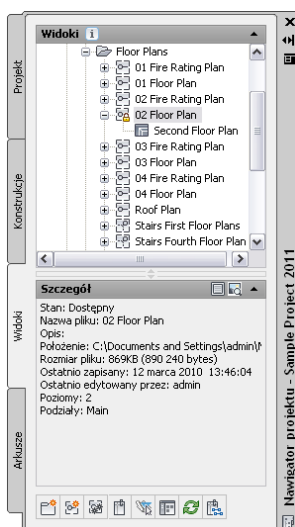 Widoki
Floor Plans
01 Fire Rating Plan
01 Floor Plan
02 Fire Rating Plan
02 Floor Plan
Second Floor Plan
03 Fire Rating Plan
03 Floor Plan
04 Fire Rating Plan
04 Floor Plan
Roof Plan
Stairs First Floor Plans
Stairs Fourth Floor Plan
Szczegół
Stan: Dostępny
Nazwa pliku: 02 Floor Plan
Opis:
Położenie: C:\Documents and Settings\admin\
Rozmiar pliku: 869KB (890 240 bytes)
Ostatnio zapisany: 12 marca 2010 13:46:04
Ostatnio edytowany przez: admin
Poziomy: 2
Podziały: Main
Projekt
Konstrukcje
Widoki
Arkusze
Nawigator projektu - Sample Project 2011